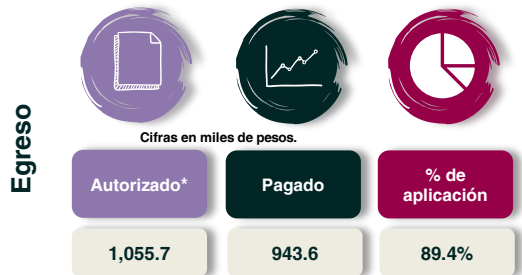 Egreso
Cifras en miles de pesos.
Autorizado*
Pagado
% de
aplicación
1,055.7
943.6
89.4%